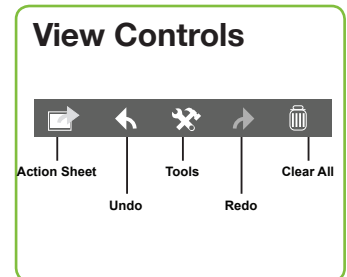 View Controls
Action Sheet
Tools
Clear All
Undo
Redo